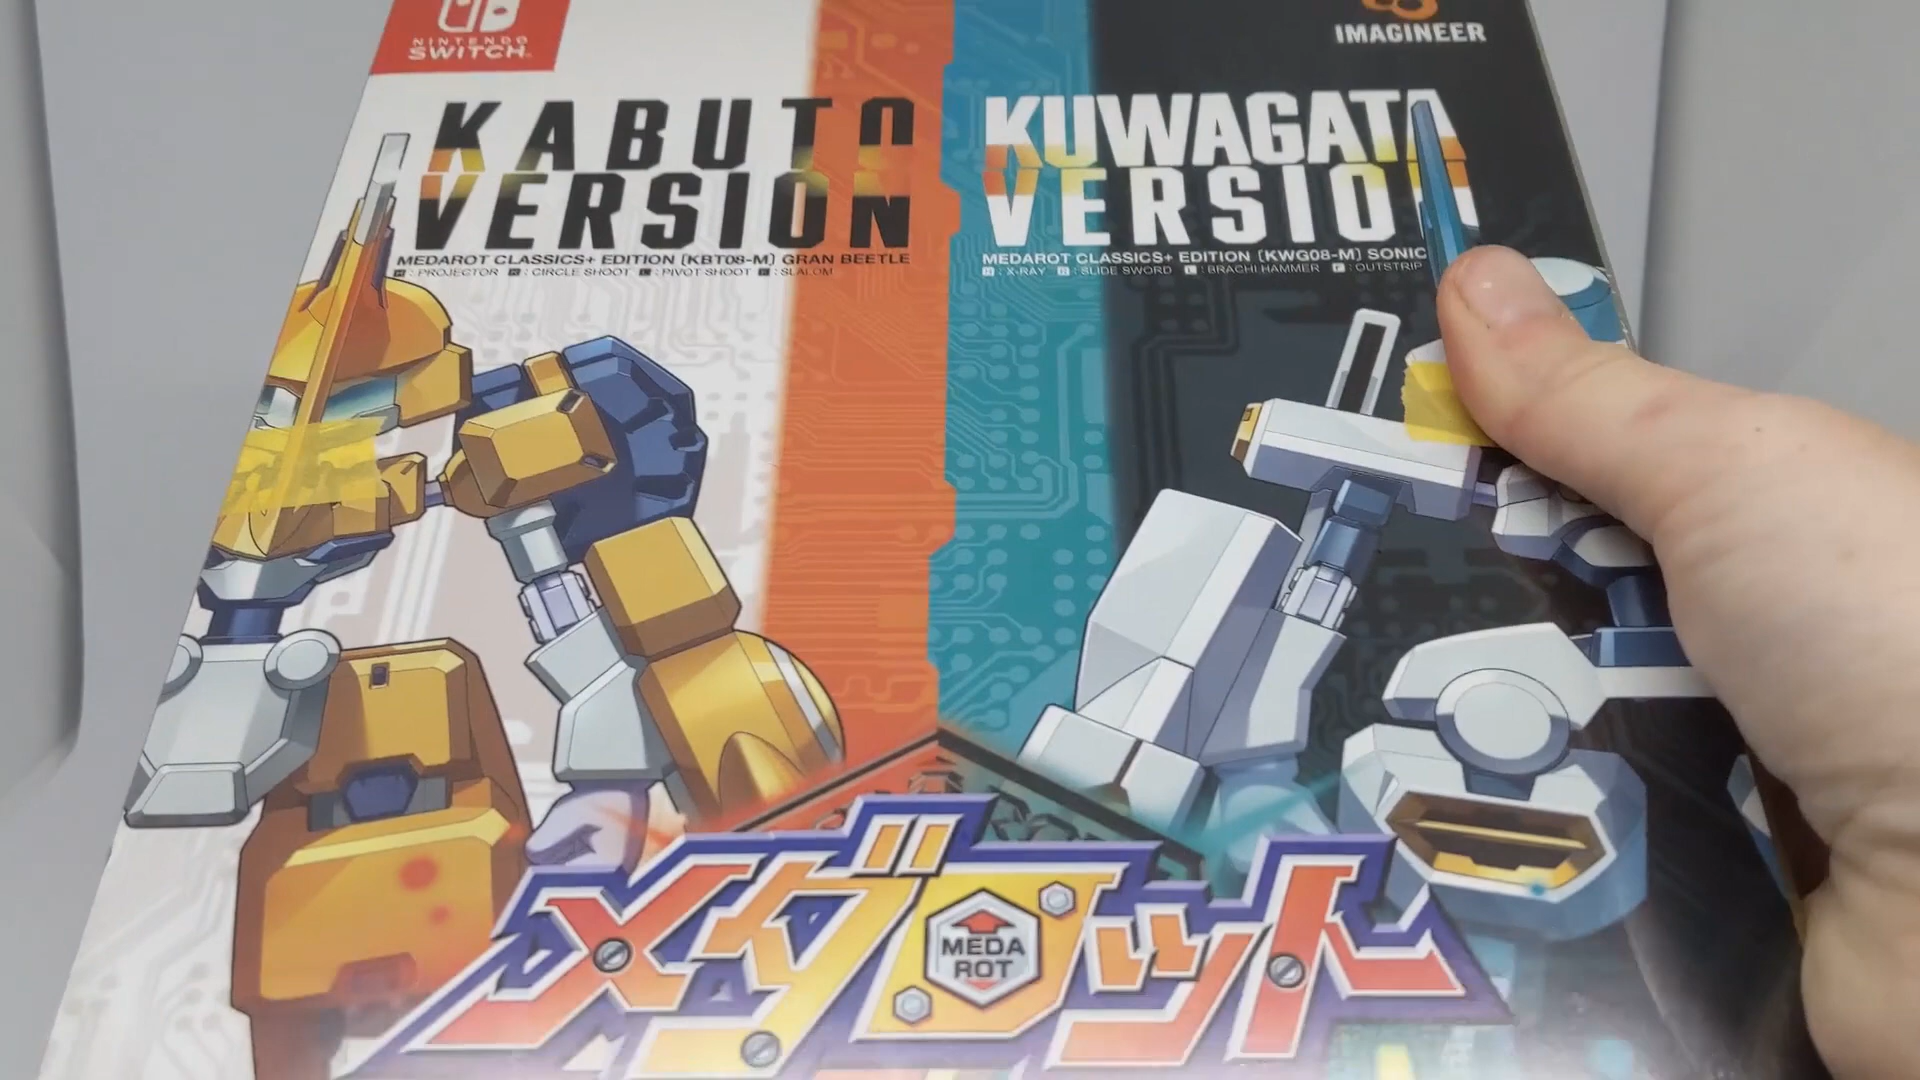 NINTENDO
SWITCH
IMAGINEER
KABUTO
VERSION
MEDAROT CLASSICS+ EDITION [KBT08-M] GRAN BEETLE
H : PROJECTOR R : CIRCLE SHOOT L : PIVOT SHOOT F : SLALOM
KUWAGATA
VERSION
MEDAROT CLASSICS+ EDITION [KWG08-M] SONIC
H : X-RAY R : SLIDE SWORD L : BRACHI HAMMER F : OUTSTRIP
メダロット
MEDA
ROT